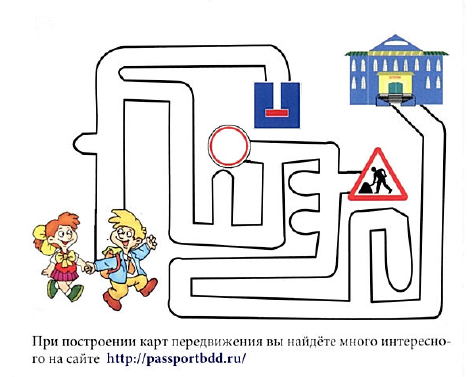 При построении карт передвижения вы найдёте много интересно-
го на сайте http://passportbdd.ru/